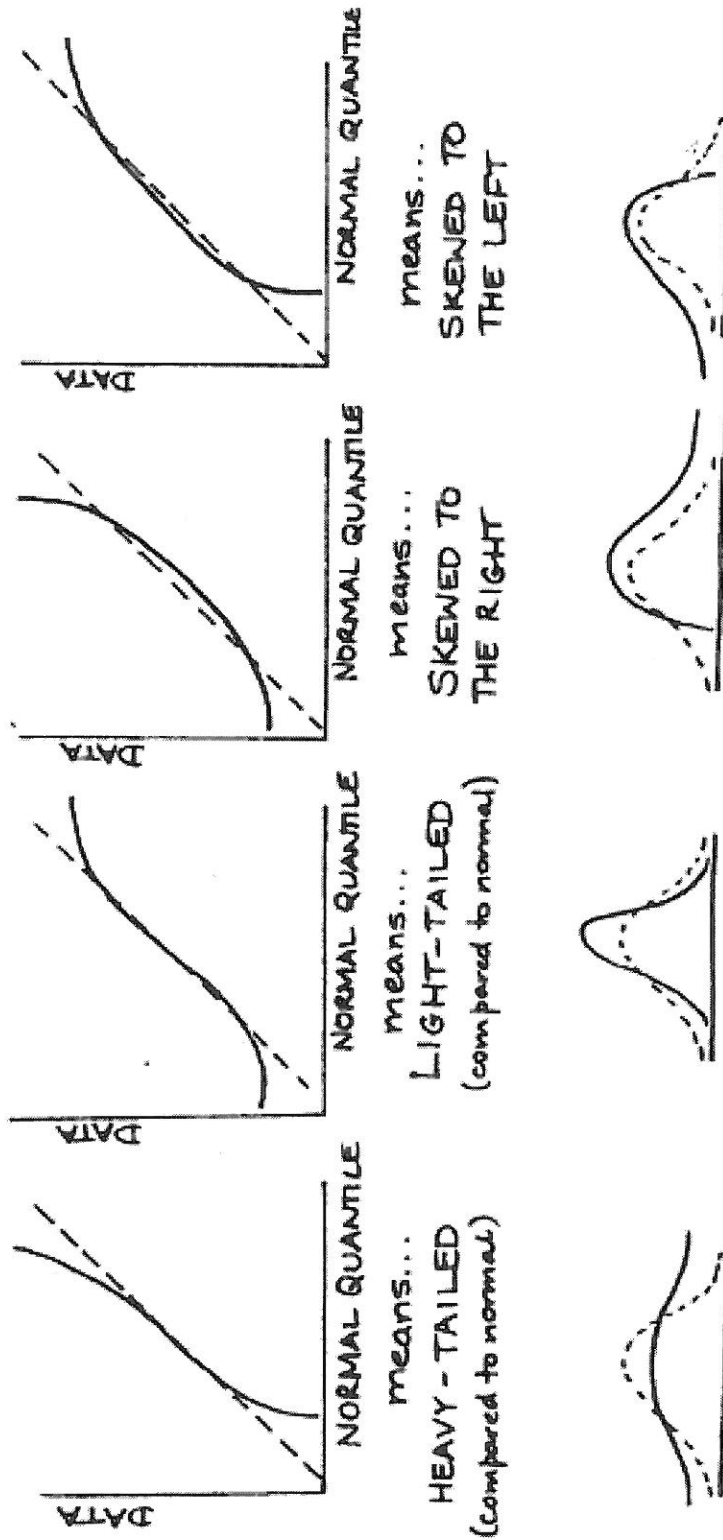 DATA
NORMAL QUANTILE
means...
HEAVY-TAILED
(compared to normal)
DATA
NORMAL QUANTILE
means...
LIGHT-TAILED
(compared to normal)
DATA
NORMAL QUANTILE
means...
SKEWED TO
THE RIGHT
DATA
NORMAL QUANTILE
means...
SKEWED TO
THE LEFT